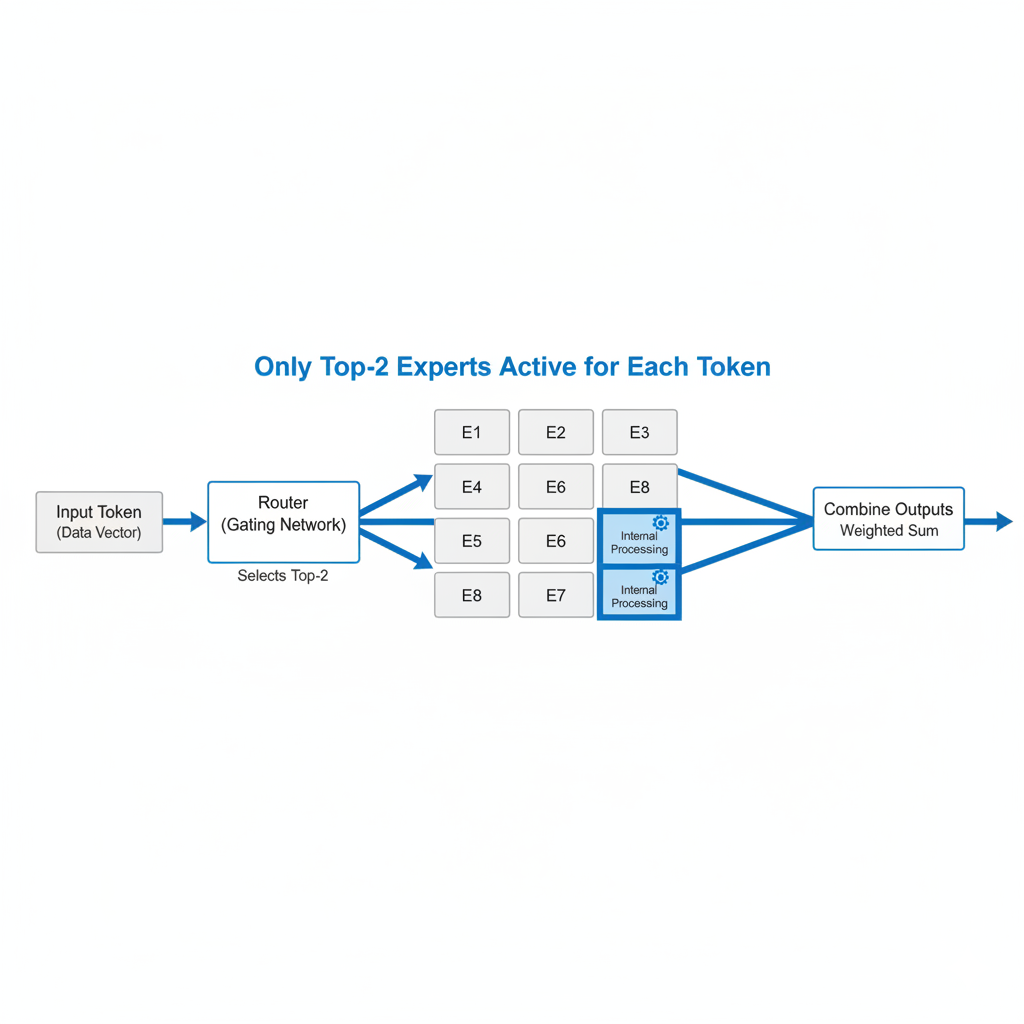 Only Top-2 Experts Active for Each Token
Input Token
(Data Vector)
Router
(Gating Network)
Selects Top-2
E1
E2
E3
E4
E6
E8
E5
E6
Internal
Processing
E8
E7
Internal
Processing
Combine Outputs
Weighted Sum